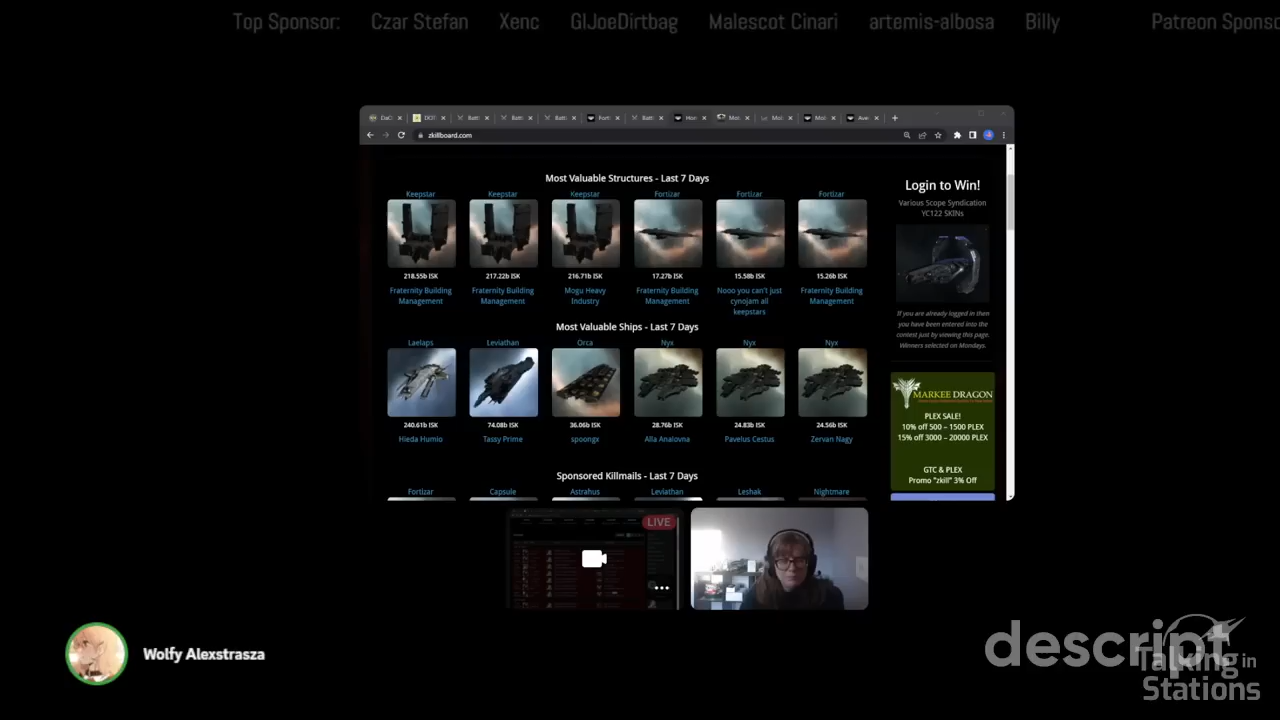 Top Sponsor: Czar Stefan Xenc GIJoeDirtbag Malescot Cinari artemis-albosa Billy Patreon Sponso
zkillboard.com
Most Valuable Structures - Last 7 Days
Keepstar Keepstar Keepstar Fortizar Fortizar Fortizar
218.55b ISK 217.22b ISK 216.71b ISK 17.27b ISK 15.58b ISK 15.26b ISK
Fraternity Building Management Fraternity Building Management Mogu Heavy Industry Fraternity Building Management Nooo you can't just cynojam all keepstars Fraternity Building Management
Most Valuable Ships - Last 7 Days
Laelaps Leviathan Orca Nyx Nyx Nyx
240.61b ISK 74.08b ISK 36.06b ISK 28.76b ISK 24.83b ISK 24.56b ISK
Hieda Humio Tassy Prime spoongx Alla Analovna Pavelus Cestus Zervan Nagy
Sponsored Killmails - Last 7 Days
Fortizar Capsule Astrahus Leviathan Leshak Nightmare
Login to Win!
Various Scope Syndication
YC122 SKINs
If you are already logged in then
you have been entered into the
content just by viewing this page.
Winners selected on Mondays.
MARKEE DRAGON
PLEX SALE!
10% off 500 – 1500 PLEX
15% off 3000 – 20000 PLEX
GTC & PLEX
Promo "zkill" 3% Off
LIVE
Wolfy Alexstrasza
descript
Talking in
Stations